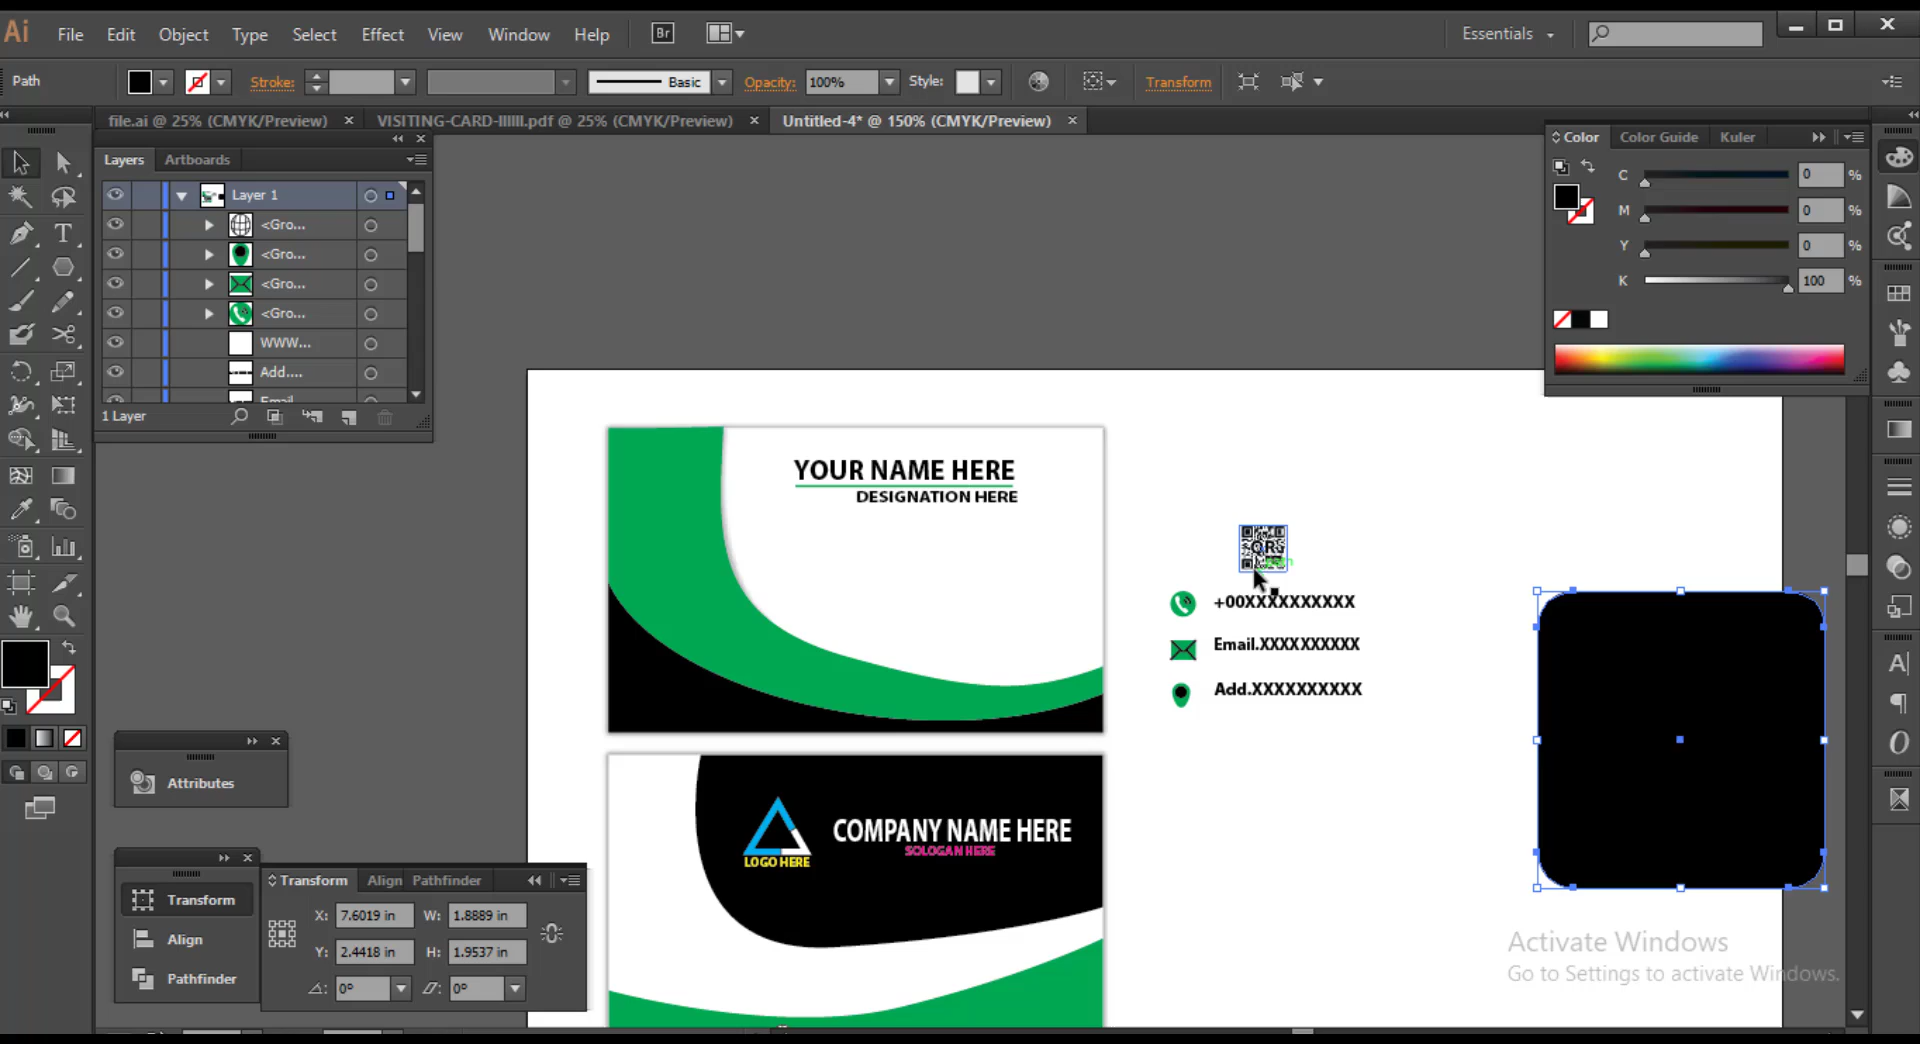 Ai File Edit Object Type Select Effect View Window Help Br Essentials
Path Stroke: Basic Opacity: 100% Style: Transform
file.ai @ 25% (CMYK/Preview) × VISITING-CARD-IIIIII.pdf @ 25% (CMYK/Preview) × Untitled-4* @ 150% (CMYK/Preview) ×
Layers Artboards
Layer 1
<Gro...
<Gro...
<Gro...
<Gro...
WWW...
Add....
Email
1 Layer
Color Color Guide Kuler
C 0 %
M 0 %
Y 0 %
K 100 %
YOUR NAME HERE
DESIGNATION HERE
QR
+00XXXXXXXXXX
Email.XXXXXXXXXX
Add.XXXXXXXXXX
COMPANY NAME HERE
SOLOGAN HERE
LOGO HERE
Attributes
Transform
Align
Pathfinder
Transform Align Pathfinder
X: 7.6019 in W: 1.8889 in
Y: 2.4418 in H: 1.9537 in
0° 0°
Activate Windows
Go to Settings to activate Windows.